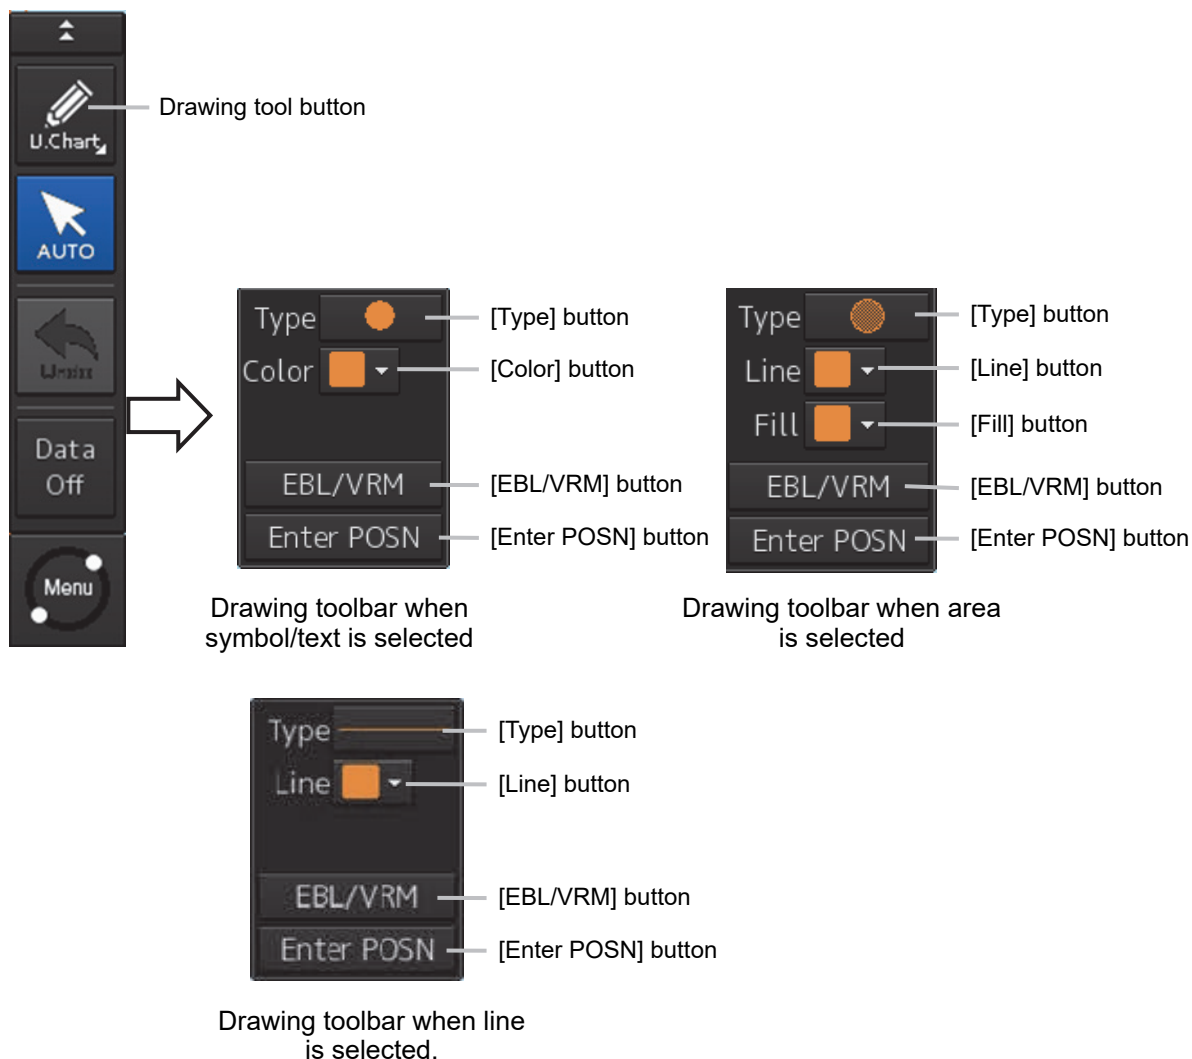 Drawing tool button
U.Chart
AUTO
Undo
Data
Off
Menu
Type
[Type] button
Color
[Color] button
EBL/VRM
[EBL/VRM] button
Enter POSN
[Enter POSN] button
Drawing toolbar when
symbol/text is selected
Type
[Type] button
Line
[Line] button
Fill
[Fill] button
EBL/VRM
[EBL/VRM] button
Enter POSN
[Enter POSN] button
Drawing toolbar when area
is selected
Type
[Type] button
Line
[Line] button
EBL/VRM
[EBL/VRM] button
Enter POSN
[Enter POSN] button
Drawing toolbar when line
is selected.